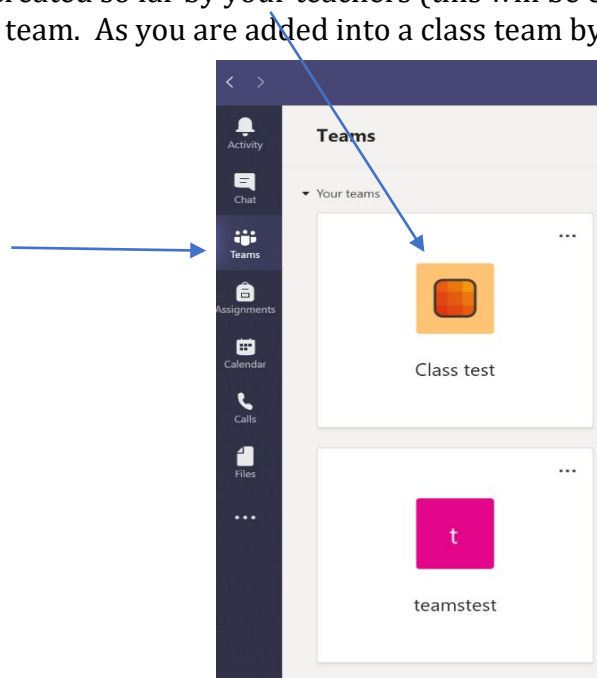 created so far by your teachers (this will be
team.  As you are added into a class team by
Activity
Teams
Chat
Your teams
Teams
Assignments
Class test
Calendar
Calls
Files
t
teamstest